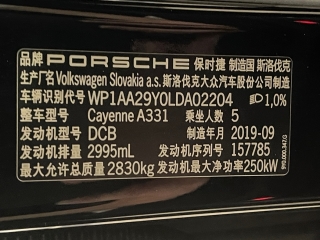 品牌 PORSCHE 保时捷 制造国 斯洛伐克
生产厂名 Volkswagen Slovakia a.s. 斯洛伐克大众汽车股份公司制造
车辆识别代号 WP1AA29Y0LDA02204 1,0%
整车型号 Cayenne A331 乘坐人数 5
发动机型号 DCB 制造年月 2019-09
发动机排量 2995mL 发动机序列号 157785
最大允许总质量 2830kg 发动机最大净功率 250kW